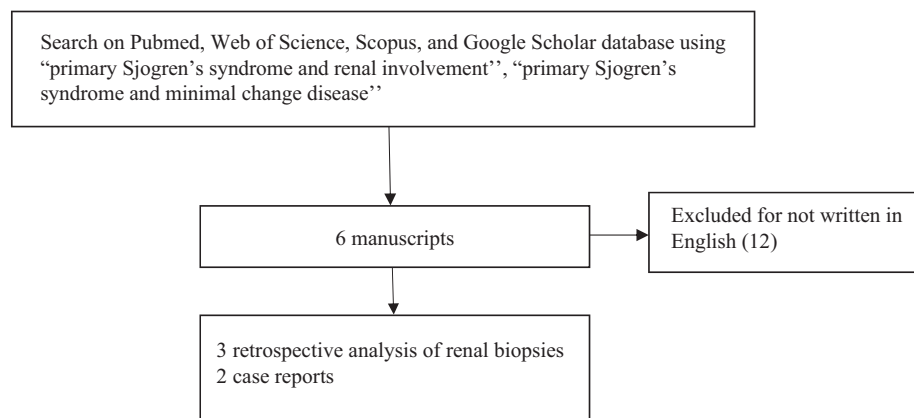 Search on Pubmed, Web of Science, Scopus, and Google Scholar database using
“primary Sjogren’s syndrome and renal involvement’’, “primary Sjogren’s
syndrome and minimal change disease’’
6 manuscripts
Excluded for not written in
English (12)
3 retrospective analysis of renal biopsies
2 case reports